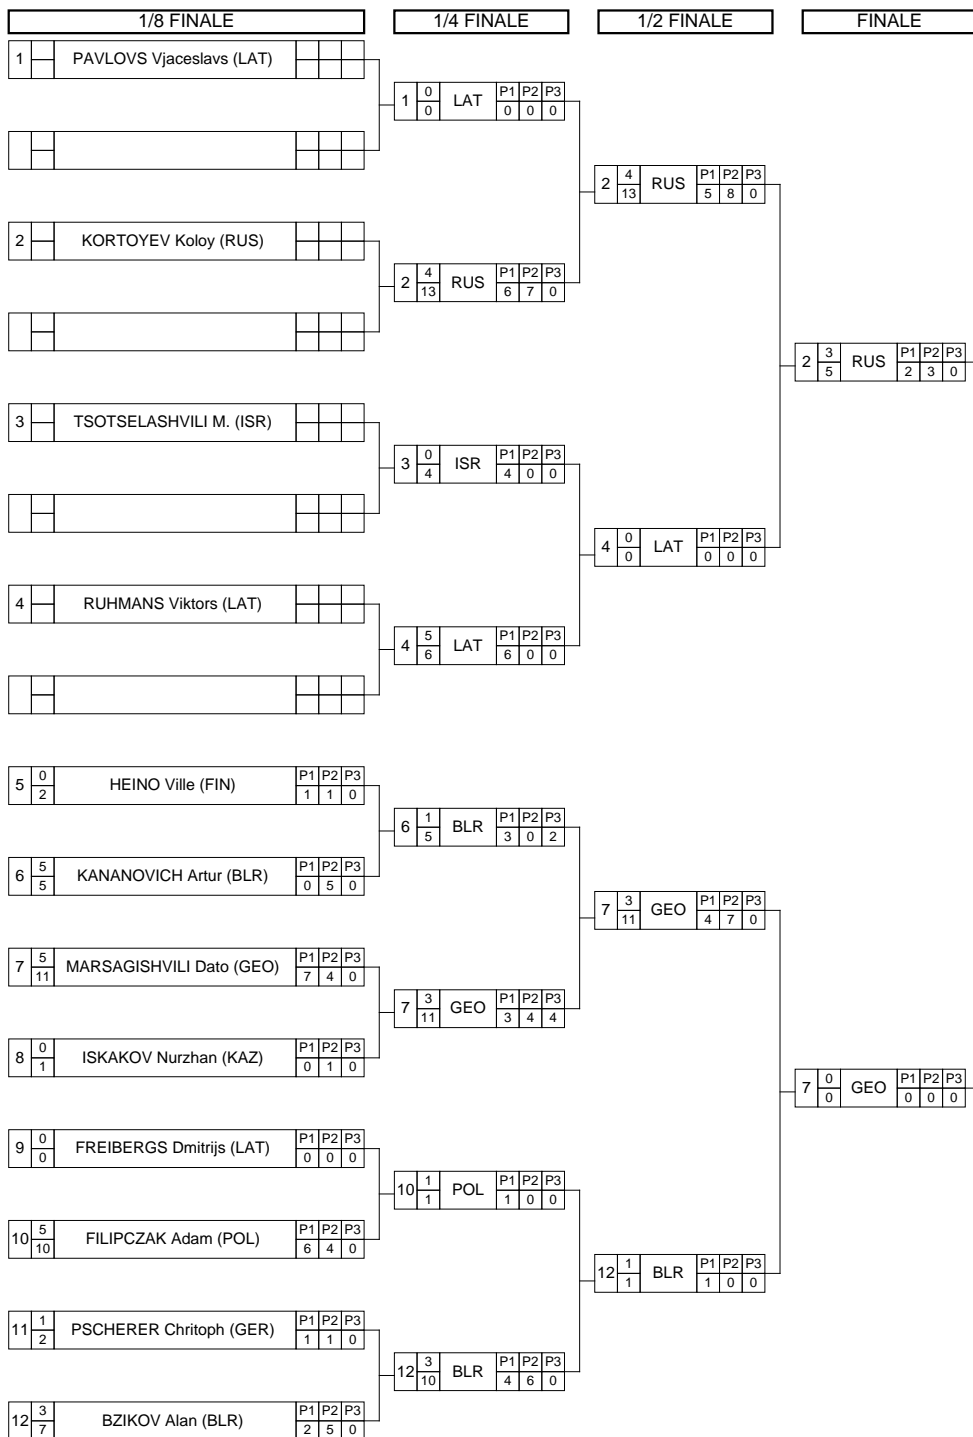 1/8 FINALE 1/4 FINALE 1/2 FINALE FINALE
1 PAVLOVS Vjaceslavs (LAT)
1 0 0 LAT P1 P2 P3 0 0 0
2 4 13 RUS P1 P2 P3 5 8 0
2 KORTOYEV Koloy (RUS)
2 4 13 RUS P1 P2 P3 6 7 0
2 3 5 RUS P1 P2 P3 2 3 0
3 TSOTSELASHVILI M. (ISR)
3 0 4 ISR P1 P2 P3 4 0 0
4 0 0 LAT P1 P2 P3 0 0 0
4 RUHMANS Viktors (LAT)
4 5 6 LAT P1 P2 P3 6 0 0
5 0 2 HEINO Ville (FIN) P1 P2 P3 1 1 0
6 1 5 BLR P1 P2 P3 3 0 2
6 5 5 KANANOVICH Artur (BLR) P1 P2 P3 0 5 0
7 3 11 GEO P1 P2 P3 4 7 0
7 5 11 MARSAGISHVILI Dato (GEO) P1 P2 P3 7 4 0
7 3 11 GEO P1 P2 P3 3 4 4
8 0 1 ISKAKOV Nurzhan (KAZ) P1 P2 P3 0 1 0
7 0 0 GEO P1 P2 P3 0 0 0
9 0 0 FREIBERGS Dmitrijs (LAT) P1 P2 P3 0 0 0
10 1 1 POL P1 P2 P3 1 0 0
10 5 10 FILIPCZAK Adam (POL) P1 P2 P3 6 4 0
12 1 1 BLR P1 P2 P3 1 0 0
11 1 2 PSCHERER Chritoph (GER) P1 P2 P3 1 1 0
12 3 10 BLR P1 P2 P3 4 6 0
12 3 7 BZIKOV Alan (BLR) P1 P2 P3 2 5 0